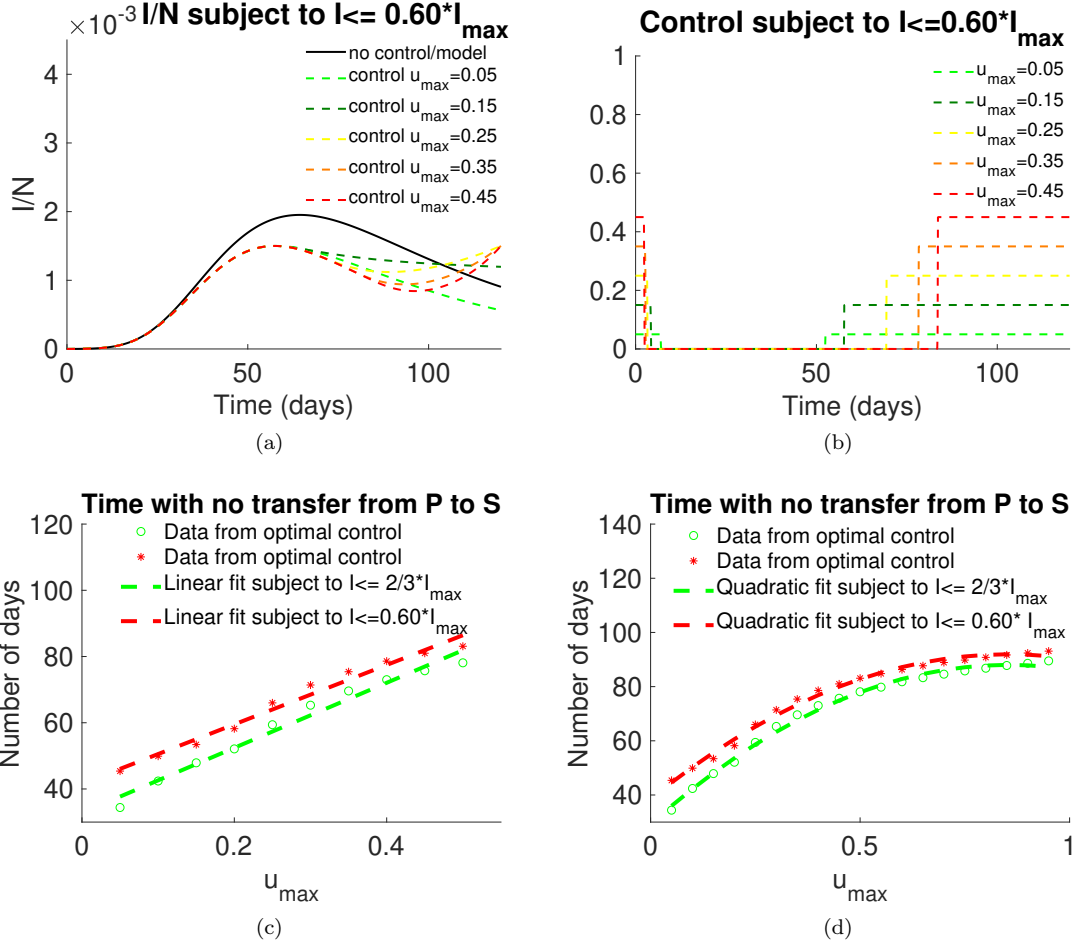 ×10⁻³ I/N subject to I<= 0.60*I_max
no control/model
control u_max=0.05
control u_max=0.15
control u_max=0.25
control u_max=0.35
control u_max=0.45
4
3
2
1
0
I/N
0 50 100
Time (days)
(a)
Control subject to I<=0.60*I_max
u_max=0.05
u_max=0.15
u_max=0.25
u_max=0.35
u_max=0.45
1
0.8
0.6
0.4
0.2
0
0 50 100
Time (days)
(b)
Time with no transfer from P to S
Data from optimal control
Data from optimal control
Linear fit subject to I<= 2/3*I_max
Linear fit subject to I<=0.60*I_max
120
100
80
60
40
Number of days
0 0.2 0.4
u_max
(c)
Time with no transfer from P to S
Data from optimal control
Data from optimal control
Quadratic fit subject to I<= 2/3*I_max
Quadratic fit subject to I<= 0.60* I_max
140
120
100
80
60
40
Number of days
0 0.5 1
u_max
(d)